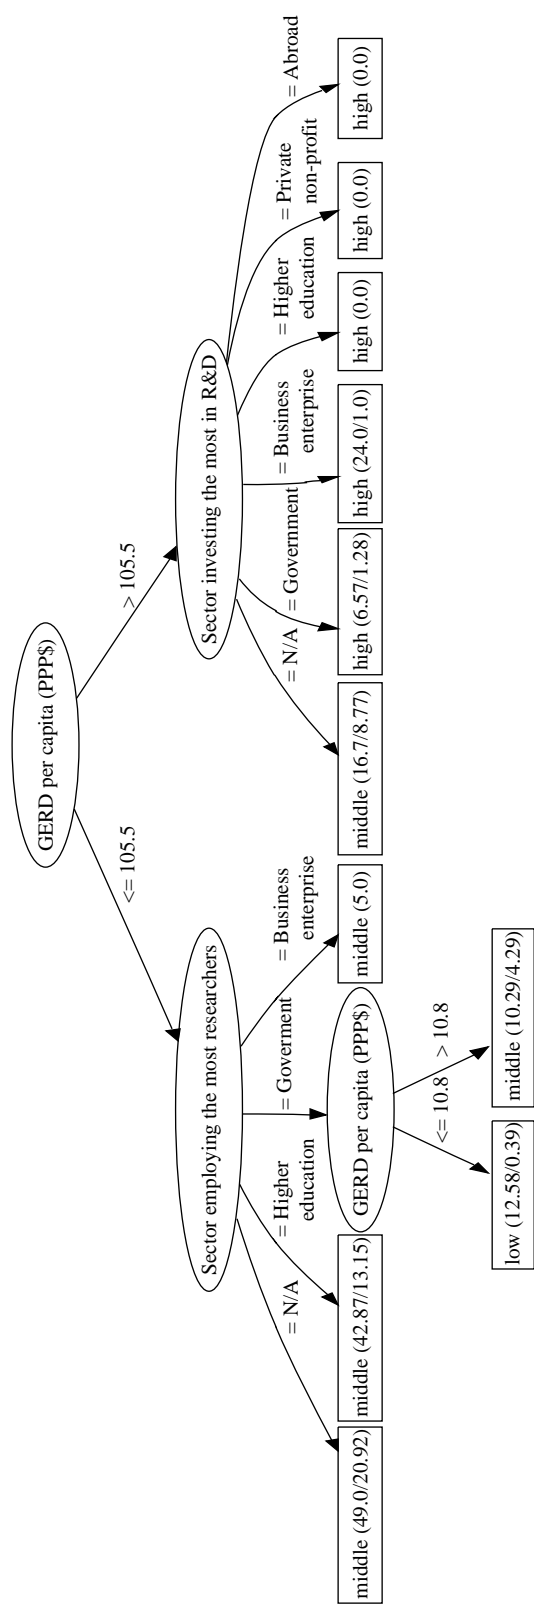 GERD per capita (PPP$)
<= 105.5
> 105.5
Sector employing the most researchers
Sector investing the most in R&D
= N/A
= Higher
education
= Goverment
= Business
enterprise
= N/A
= Government
= Business
enterprise
= Higher
education
= Private
non-profit
= Abroad
middle (49.0/20.92)
middle (42.87/13.15)
GERD per capita (PPP$)
middle (5.0)
middle (16.7/8.77)
high (6.57/1.28)
high (24.0/1.0)
high (0.0)
high (0.0)
high (0.0)
<= 10.8
> 10.8
low (12.58/0.39)
middle (10.29/4.29)